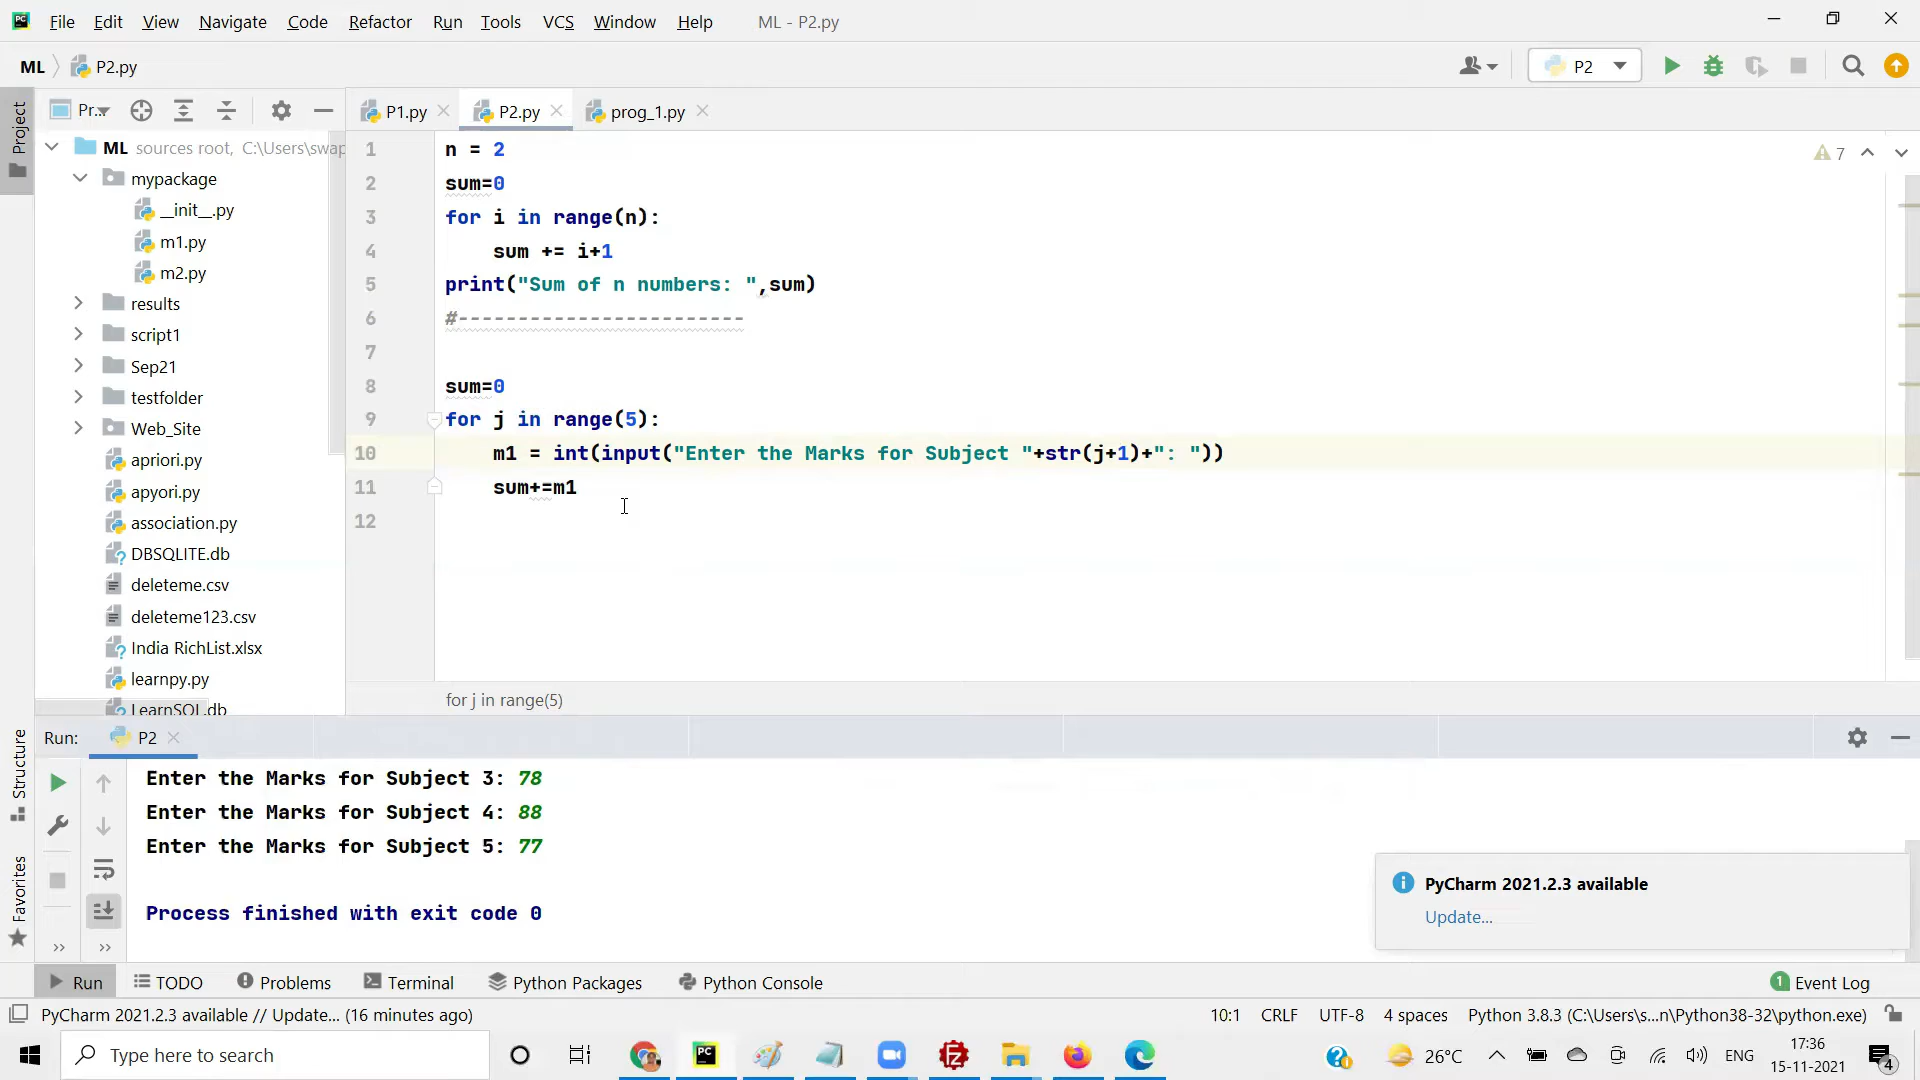 File Edit View Navigate Code Refactor Run Tools VCS Window Help ML - P2.py
ML P2.py
P2
Project
Pr...
P1.py P2.py prog_1.py
ML sources root, C:\Users\swap
mypackage
__init__.py
m1.py
m2.py
results
script1
Sep21
testfolder
Web_Site
apriori.py
apyori.py
association.py
DBSQLITE.db
deleteme.csv
deleteme123.csv
India RichList.xlsx
learnpy.py
LearnSQL.db
7
1 n = 2
2 sum=0
3 for i in range(n):
4 sum += i+1
5 print("Sum of n numbers: ",sum)
6 #------------------------
7
8 sum=0
9 for j in range(5):
10 m1 = int(input("Enter the Marks for Subject "+str(j+1)+": "))
11 sum+=m1
12
for j in range(5)
Structure
Favorites
Run: P2
Enter the Marks for Subject 3: 78
Enter the Marks for Subject 4: 88
Enter the Marks for Subject 5: 77
Process finished with exit code 0
PyCharm 2021.2.3 available
Update...
Run TODO Problems Terminal Python Packages Python Console 1 Event Log
PyCharm 2021.2.3 available // Update... (16 minutes ago) 10:1 CRLF UTF-8 4 spaces Python 3.8.3 (C:\Users\s...n\Python38-32\python.exe)
Type here to search PC 26°C ENG 17:36
15-11-2021
4